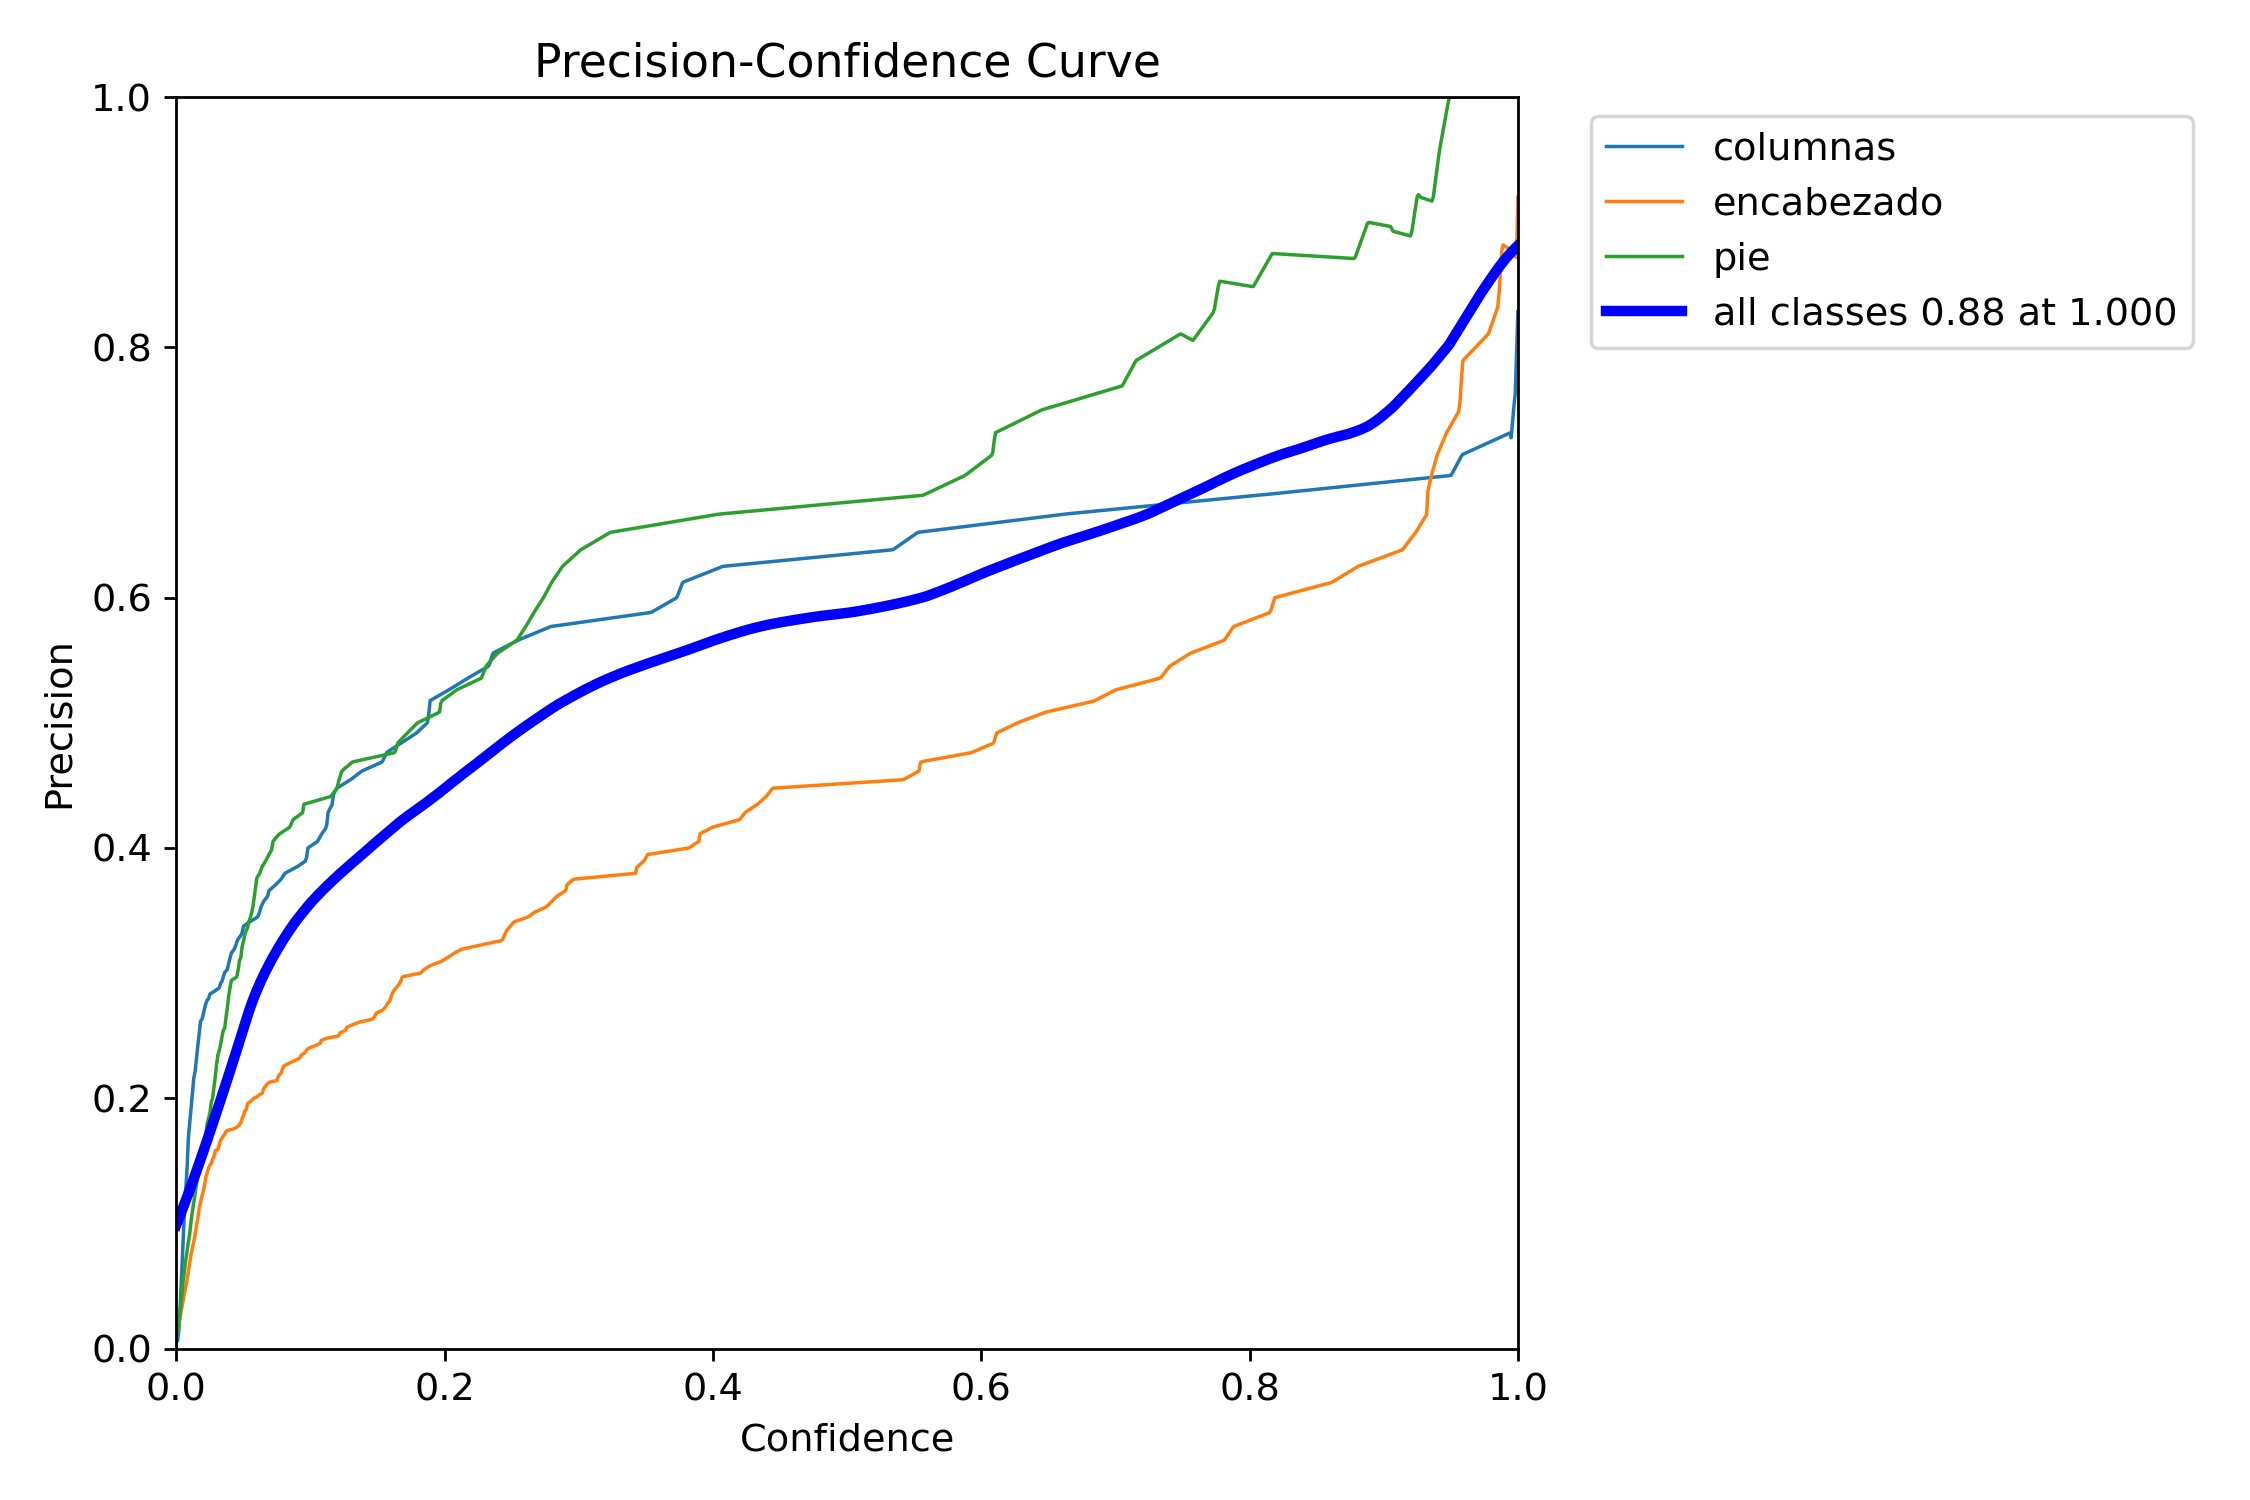 Precision-Confidence Curve
1.0
0.8
0.6
0.4
0.2
0.0
Precision
0.0 0.2 0.4 0.6 0.8 1.0
Confidence
columnas
encabezado
pie
all classes 0.88 at 1.000